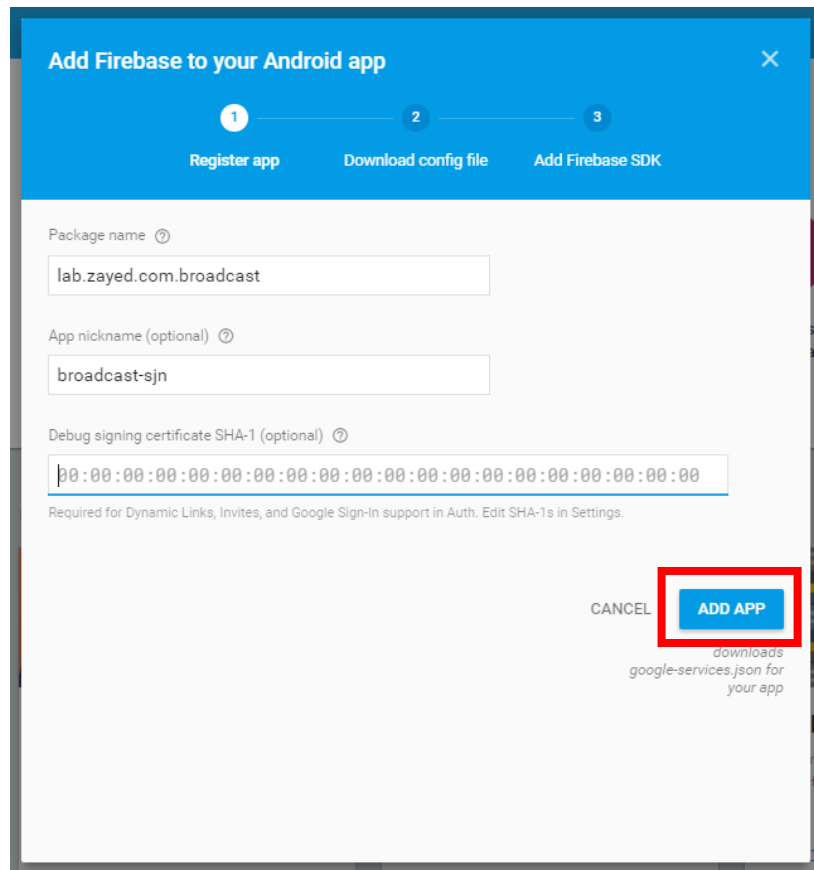 Add Firebase to your Android app
1
2
3
Register app
Download config file
Add Firebase SDK
Package name
lab.zayed.com.broadcast
App nickname (optional)
broadcast-sjn
Debug signing certificate SHA-1 (optional)
00:00:00:00:00:00:00:00:00:00:00:00:00:00:00:00:00:00:00:00
Required for Dynamic Links, Invites, and Google Sign-In support in Auth. Edit SHA-1s in Settings.
CANCEL
ADD APP
downloads
google-services.json for
your app